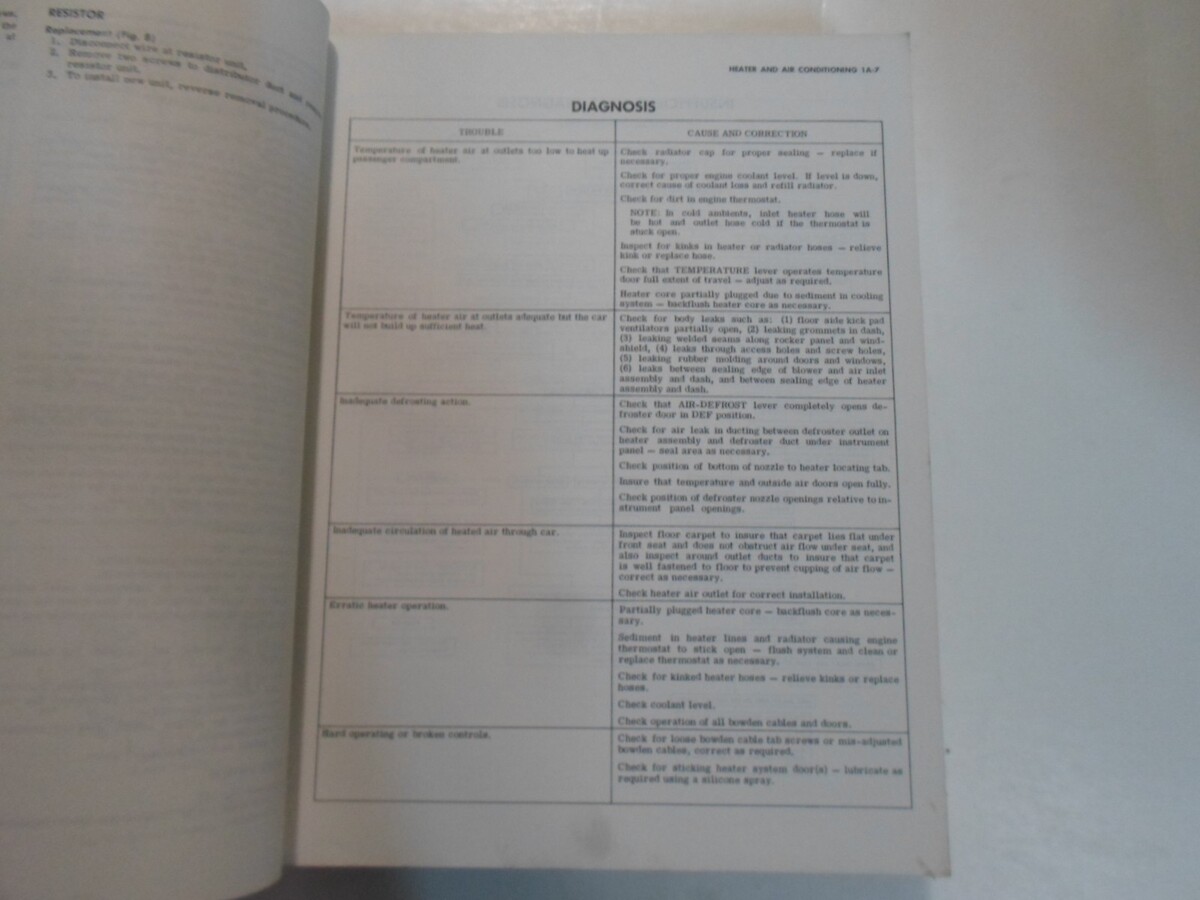 the
at
RESISTOR
Replacement (Fig. 8)
1. Disconnect wire at resistor unit.
2. Remove two screws to distributor duct and
resistor unit.
3. To install new unit, reverse removal procedure.
HEATER AND AIR CONDITIONING 1A-7
DIAGNOSIS
TROUBLE
CAUSE AND CORRECTION
Temperature of heater air at outlets too low to heat up
passenger compartment.
Check radiator cap for proper sealing — replace if
necessary.
Check for proper engine coolant level. If level is down,
correct cause of coolant loss and refill radiator.
Check for dirt in engine thermostat.
NOTE: In cold ambients, inlet heater hose will
be hot and outlet hose cold if the thermostat is
stuck open.
Inspect for kinks in heater or radiator hoses — relieve
kink or replace hose.
Check that TEMPERATURE lever operates temperature
door full extent of travel — adjust as required.
Heater core partially plugged due to sediment in cooling
system — backflush heater core as necessary.
Temperature of heater air at outlets adequate but the car
will not build up sufficient heat.
Check for body leaks such as: (1) floor side kick pad
ventilators partially open, (2) leaking grommets in dash,
(3) leaking welded seams along rocker panel and wind-
shield, (4) leaks through access holes and screw holes,
(5) leaking rubber molding around doors and windows,
(6) leaks between sealing edge of blower and air inlet
assembly and dash, and between sealing edge of heater
assembly and dash.
Inadequate defrosting action.
Check that AIR-DEFROST lever completely opens de-
froster door in DEF position.
Check for air leak in ducting between defroster outlet on
heater assembly and defroster duct under instrument
panel — seal area as necessary.
Check position of bottom of nozzle to heater locating tab.
Insure that temperature and outside air doors open fully.
Check position of defroster nozzle openings relative to in-
strument panel openings.
Inadequate circulation of heated air through car.
Inspect floor carpet to insure that carpet lies flat under
front seat and does not obstruct air flow under seat, and
also inspect around outlet ducts to insure that carpet
is well fastened to floor to prevent cupping of air flow —
correct as necessary.
Check heater air outlet for correct installation.
Erratic heater operation.
Partially plugged heater core — backflush core as neces-
sary.
Sediment in heater lines and radiator causing engine
thermostat to stick open — flush system and clean or
replace thermostat as necessary.
Check for kinked heater hoses — relieve kinks or replace
hoses.
Check coolant level.
Check operation of all bowden cables and doors.
Hard operating or broken controls.
Check for loose bowden cable tab screws or mis-adjusted
bowden cables, correct as required.
Check for sticking heater system door(s) — lubricate as
required using a silicone spray.